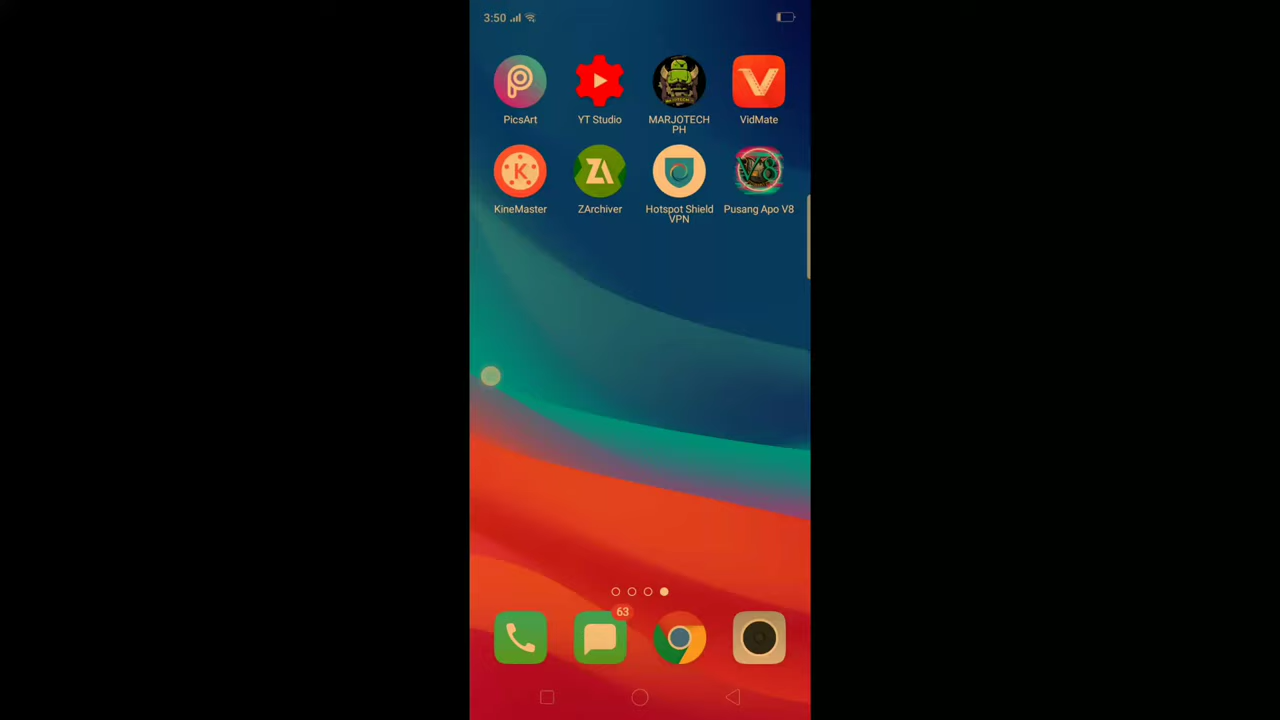 3:50
PicsArt
YT Studio
MARJOTECH
PH
VidMate
KineMaster
ZArchiver
Hotspot Shield
VPN
Pusang Apo V8
63